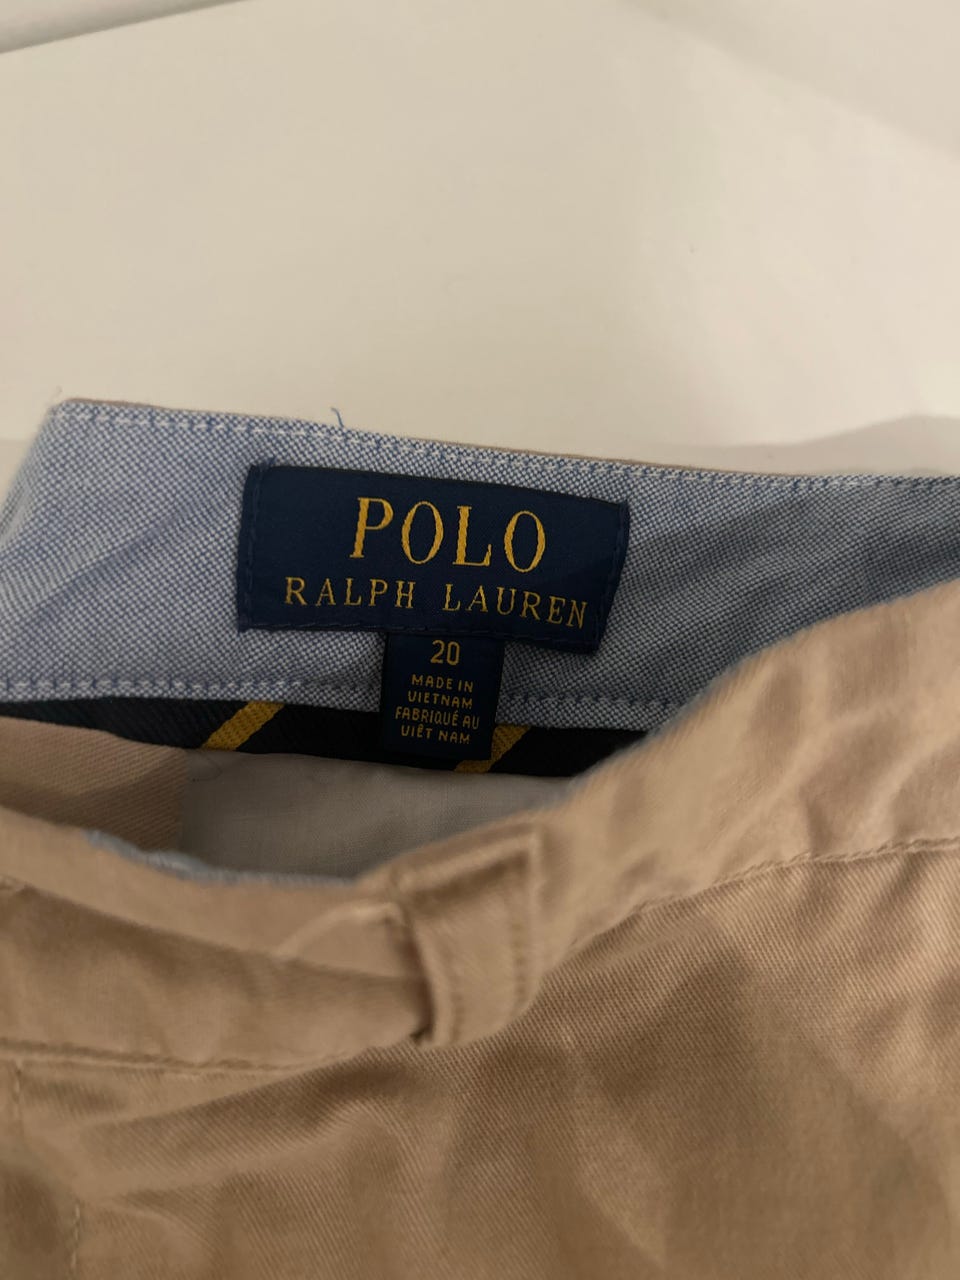 POLO
RALPH LAUREN
20
MADE IN
VIETNAM
FABRIQUÉ AU
VIÊT NAM